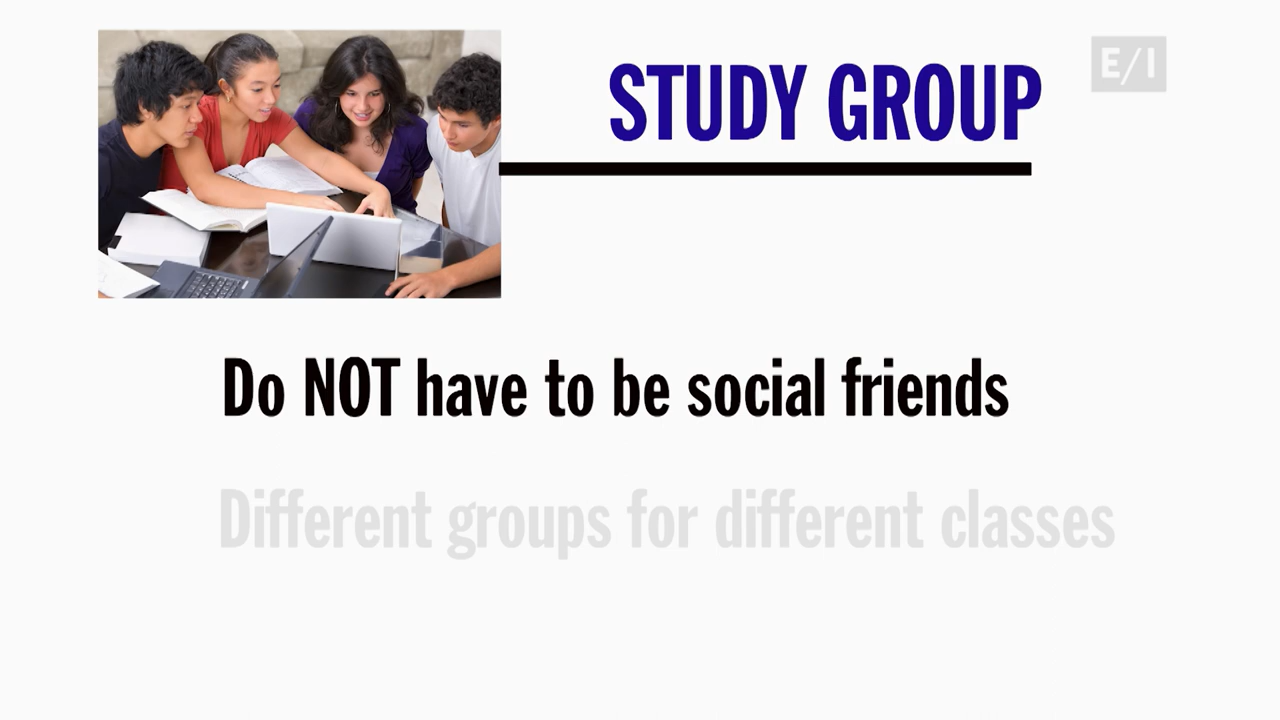 STUDY GROUP
E/I
Do NOT have to be social friends
Different groups for different classes